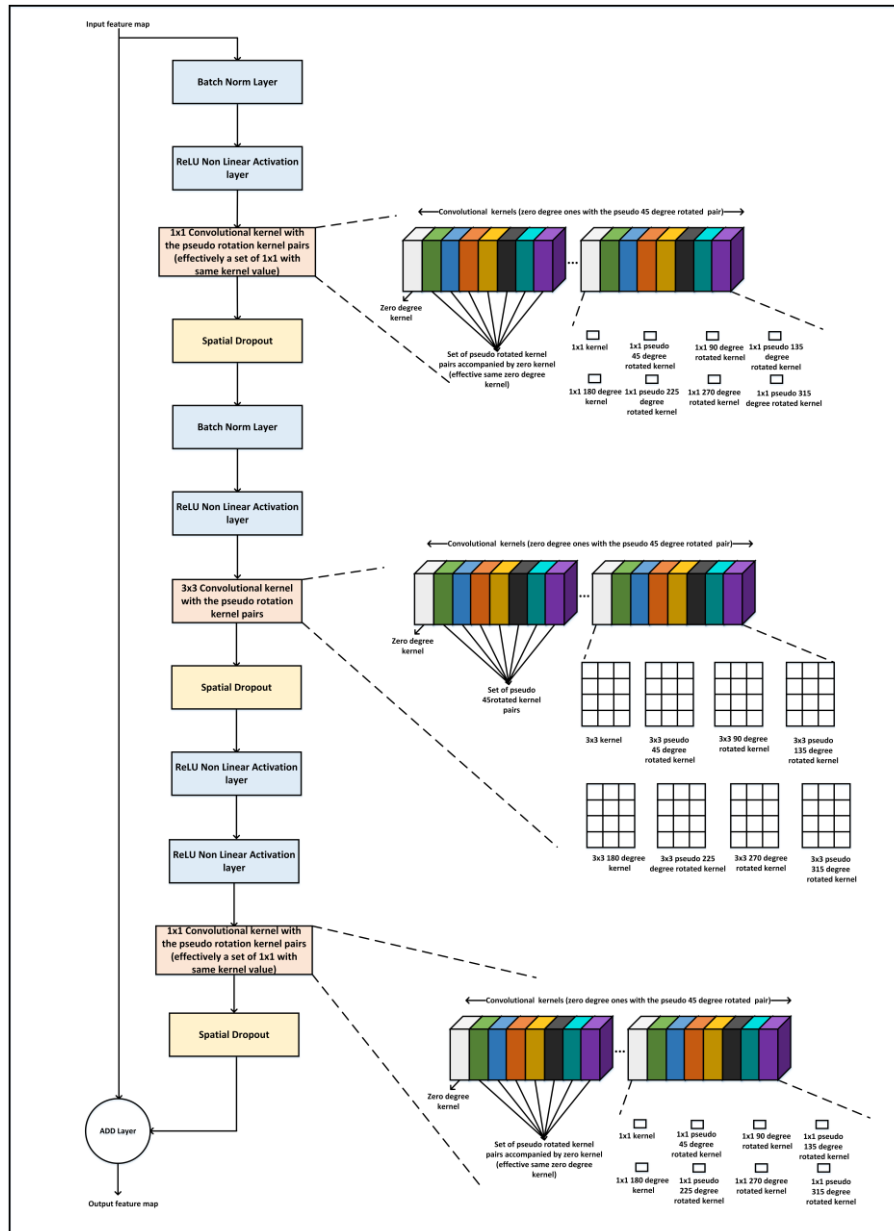 Input feature map
Batch Norm Layer
ReLU Non Linear Activation
layer
1x1 Convolutional kernel with
the pseudo rotation kernel pairs
(effectively a set of 1x1 with
same kernel value)
Convolutional kernels (zero degree ones with the pseudo 45 degree rotated pair)
...
Zero degree
kernel
Set of pseudo rotated kernel
pairs accompanied by zero kernel
(effective same zero degree
kernel)
1x1 kernel
1x1 pseudo
45 degree
rotated kernel
1x1 90 degree
rotated kernel
1x1 pseudo 135
degree
rotated kernel
1x1 180 degree
kernel
1x1 pseudo 225
degree
rotated kernel
1x1 270 degree
rotated kernel
1x1 pseudo 315
degree rotated kernel
Spatial Dropout
Batch Norm Layer
ReLU Non Linear Activation
layer
3x3 Convolutional kernel
with the pseudo rotation
kernel pairs
Convolutional kernels (zero degree ones with the pseudo 45 degree rotated pair)
...
Zero degree
kernel
Set of pseudo
45rotated kernel
pairs
3x3 kernel
3x3 pseudo
45 degree
rotated kernel
3x3 90 degree
rotated kernel
3x3 pseudo
135 degree
rotated kernel
3x3 180 degree
kernel
3x3 pseudo 225
degree rotated kernel
3x3 270 degree
rotated kernel
3x3 pseudo
315 degree
rotated kernel
Spatial Dropout
ReLU Non Linear Activation
layer
ReLU Non Linear Activation
layer
1x1 Convolutional kernel with
the pseudo rotation kernel pairs
(effectively a set of 1x1 with
same kernel value)
Convolutional kernels (zero degree ones with the pseudo 45 degree rotated pair)
...
Zero degree
kernel
Set of pseudo rotated kernel
pairs accompanied by zero kernel
(effective same zero degree
kernel)
1x1 kernel
1x1 pseudo
45 degree
rotated kernel
1x1 90 degree
rotated kernel
1x1 pseudo
135 degree
rotated kernel
1x1 180 degree
kernel
1x1 pseudo
225 degree
rotated kernel
1x1 270 degree
rotated kernel
1x1 pseudo
315 degree
rotated kernel
Spatial Dropout
ADD Layer
Output feature map